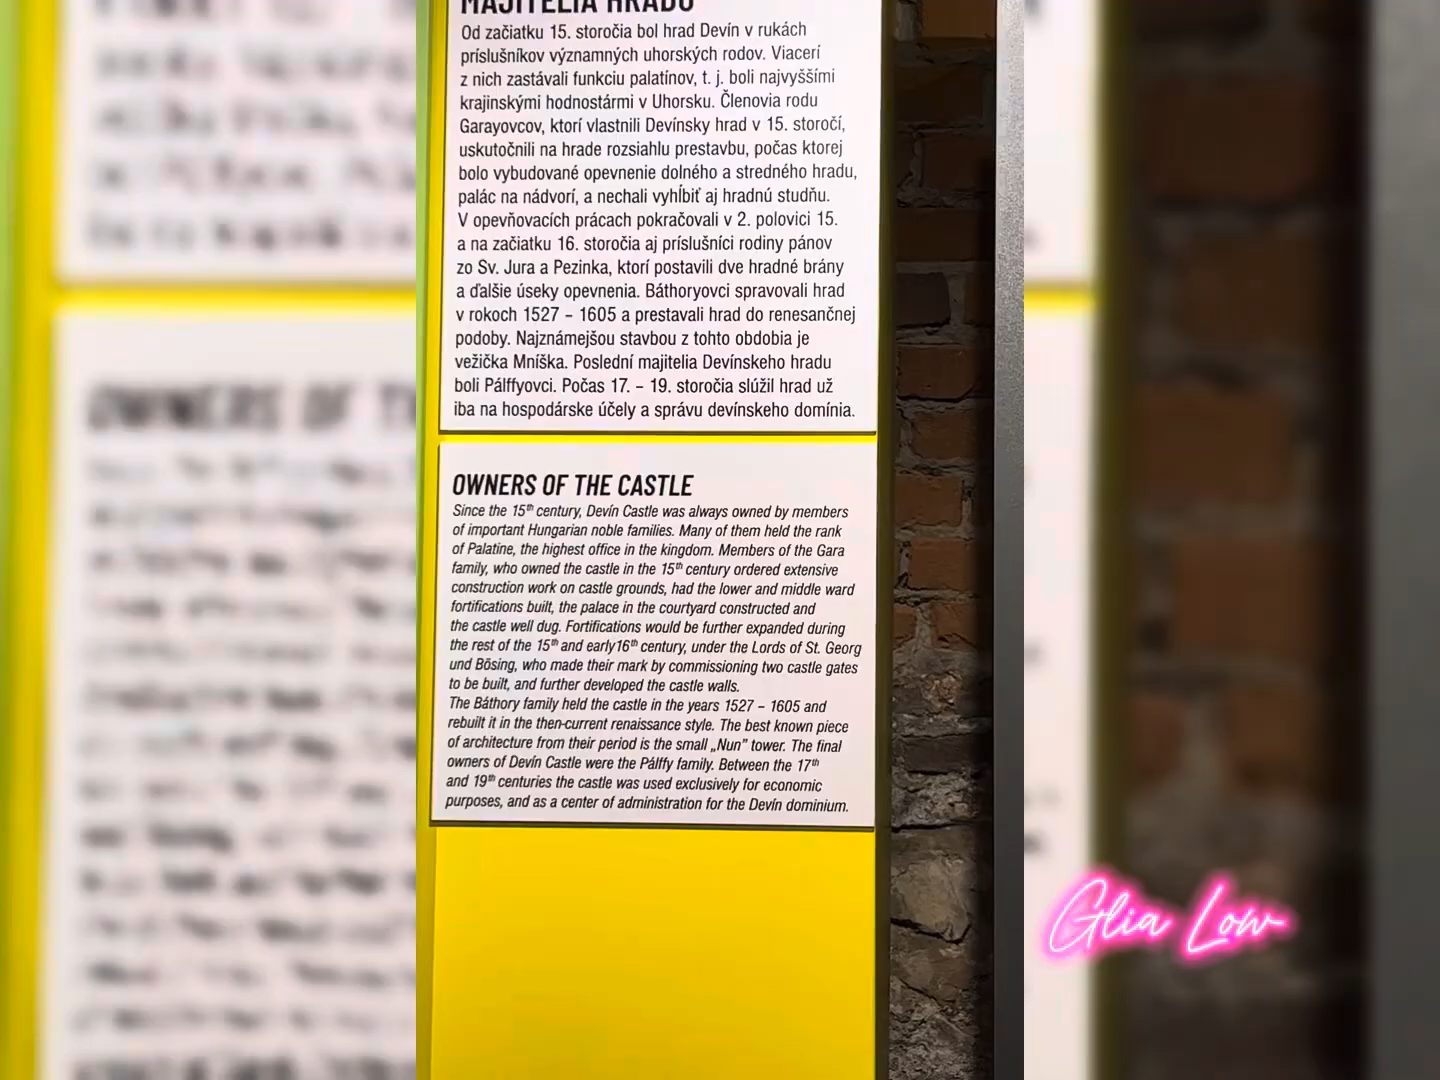 MAJITELIA HRADU
Od začiatku 15. storočia bol hrad Devín v rukách
príslušníkov významných uhorských rodov. Viacerí
z nich zastávali funkciu palatínov, t. j. boli najvyššími
krajinskými hodnostármi v Uhorsku. Členovia rodu
Garayovcov, ktorí vlastnili Devínsky hrad v 15. storočí,
uskutočnili na hrade rozsiahlu prestavbu, počas ktorej
bolo vybudované opevnenie dolného a stredného hradu,
palác na nádvorí, a nechali vyhĺbiť aj hradnú studňu.
V opevňovacích prácach pokračovali v 2. polovici 15.
a na začiatku 16. storočia aj príslušníci rodiny pánov
zo Sv. Jura a Pezinka, ktorí postavili dve hradné brány
a ďalšie úseky opevnenia. Báthoryovci spravovali hrad
v rokoch 1527 – 1605 a prestavali hrad do renesančnej
podoby. Najznámejšou stavbou z tohto obdobia je
vežička Mníška. Poslední majitelia Devínskeho hradu
boli Pálffyovci. Počas 17. – 19. storočia slúžil hrad už
iba na hospodárske účely a správu devínskeho domínia.
OWNERS OF THE CASTLE
Since the 15th century, Devín Castle was always owned by members
of important Hungarian noble families. Many of them held the rank
of Palatine, the highest office in the kingdom. Members of the Gara
family, who owned the castle in the 15th century ordered extensive
construction work on castle grounds, had the lower and middle ward
fortifications built, the palace in the courtyard constructed and
the castle well dug. Fortifications would be further expanded during
the rest of the 15th and early16th century, under the Lords of St. Georg
und Bösing, who made their mark by commissioning two castle gates
to be built, and further developed the castle walls.
The Báthory family held the castle in the years 1527 – 1605 and
rebuilt it in the then-current renaissance style. The best known piece
of architecture from their period is the small „Nun” tower. The final
owners of Devín Castle were the Pálffy family. Between the 17th
and 19th centuries the castle was used exclusively for economic
purposes, and as a center of administration for the Devín dominium.
Glia Low